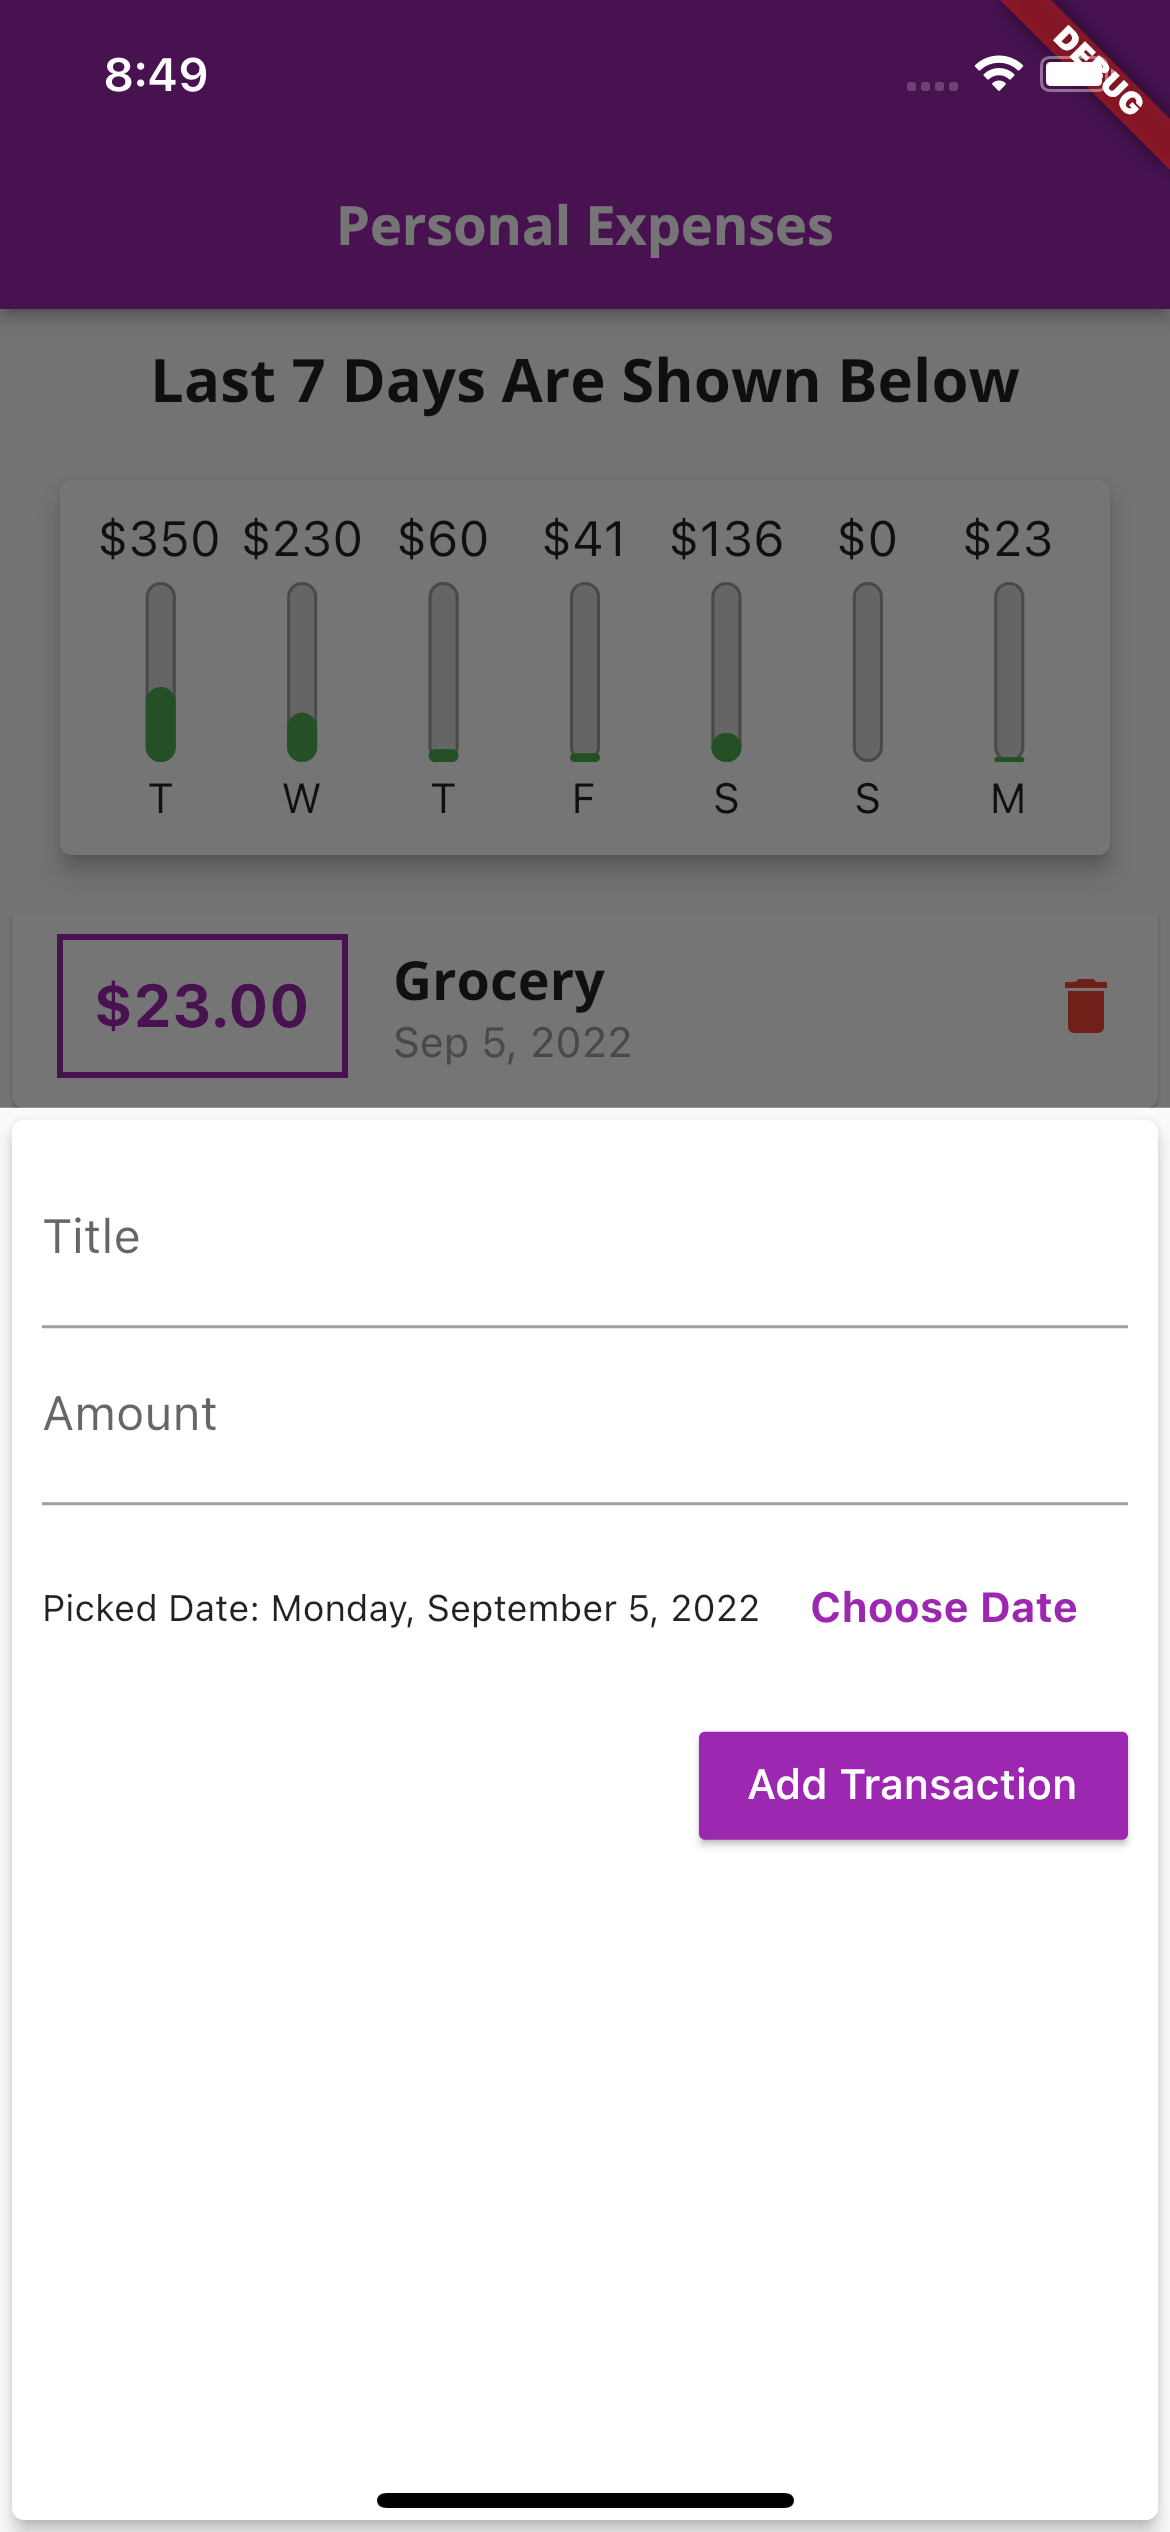 8:49
DEBUG
Personal Expenses
Last 7 Days Are Shown Below
$350 $230 $60 $41 $136 $0 $23
T W T F S S M
$23.00
Grocery
Sep 5, 2022
Title
Amount
Picked Date: Monday, September 5, 2022 Choose Date
Add Transaction